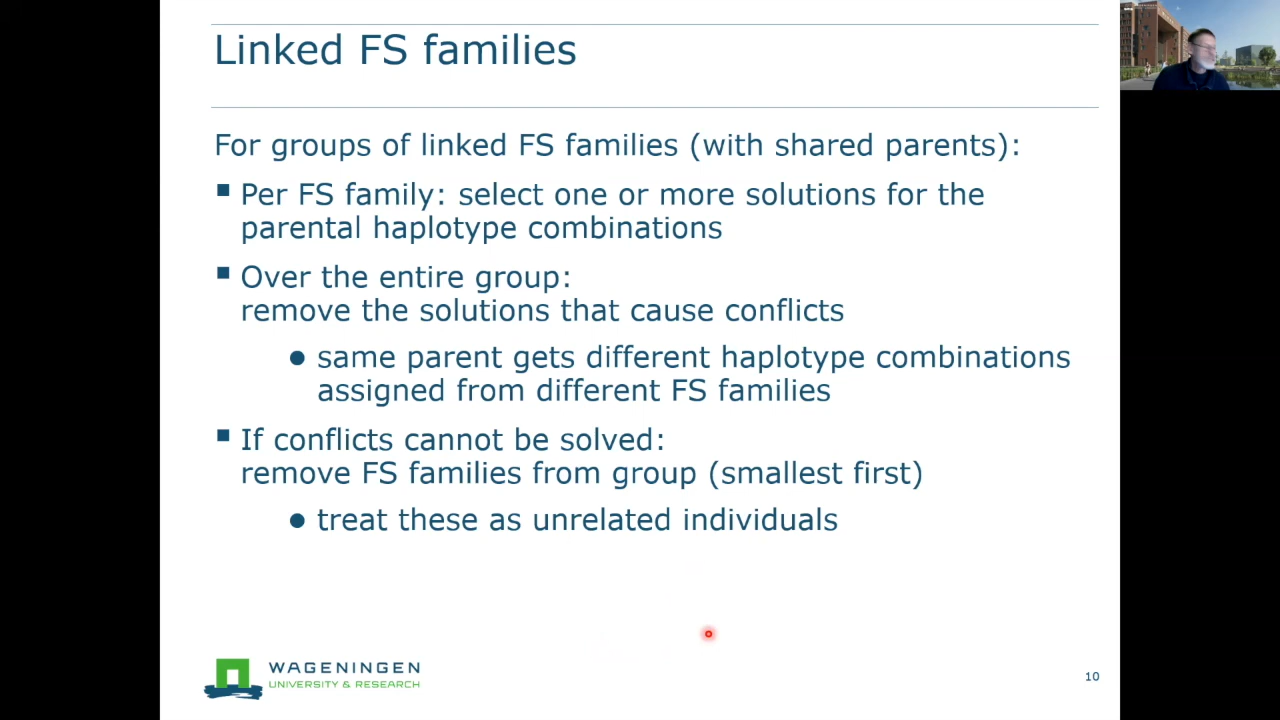 Linked FS families
For groups of linked FS families (with shared parents):
Per FS family: select one or more solutions for the
parental haplotype combinations
Over the entire group:
remove the solutions that cause conflicts
same parent gets different haplotype combinations
assigned from different FS families
If conflicts cannot be solved:
remove FS families from group (smallest first)
treat these as unrelated individuals
WAGENINGEN
UNIVERSITY & RESEARCH
10